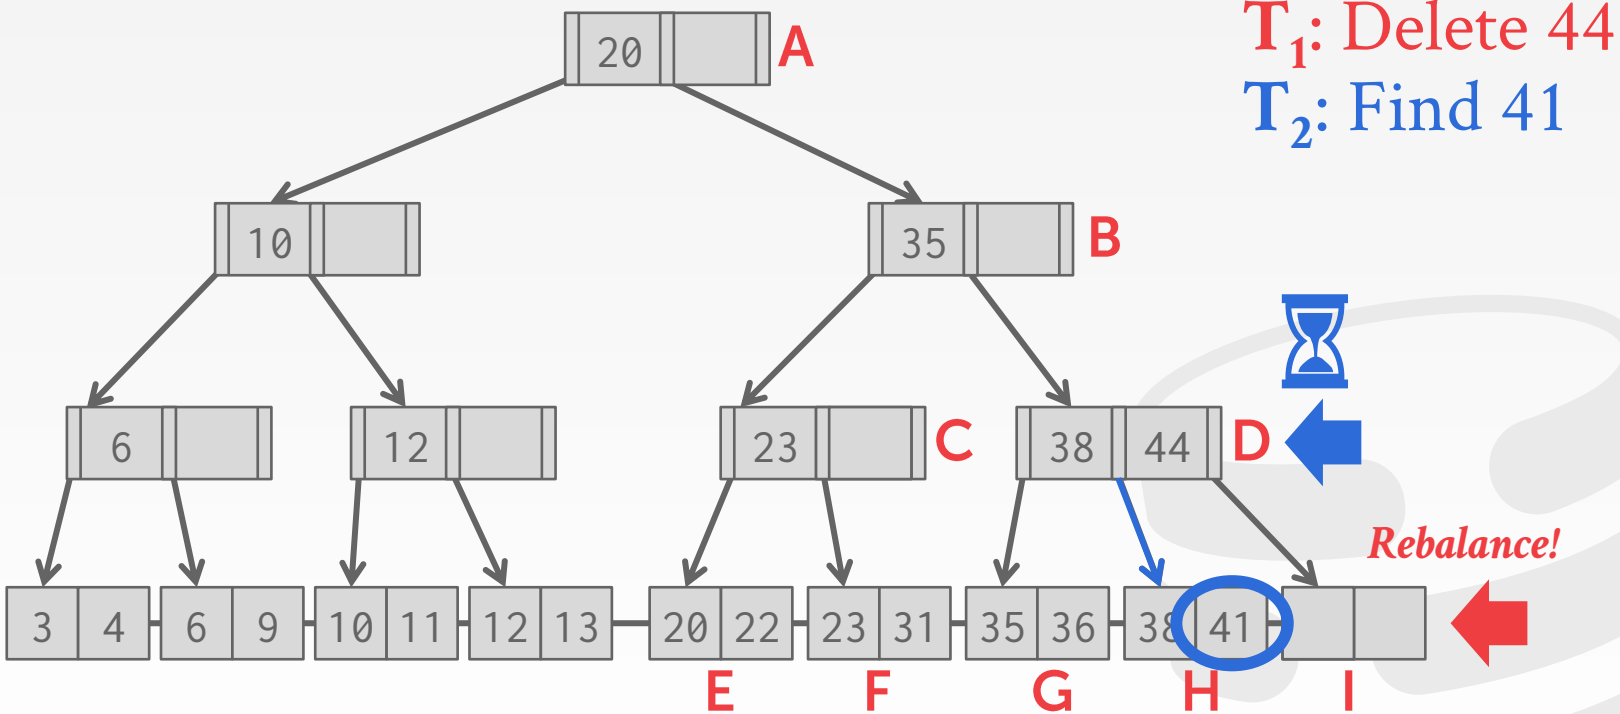 T1: Delete 44
T2: Find 41
20 A
10 35 B
6 12 23 C 38 44 D
Rebalance!
3 4 6 9 10 11 12 13 20 22 23 31 35 36 38 41
E F G H I